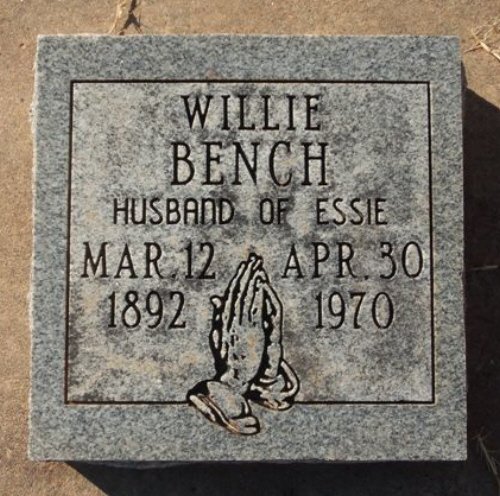 WILLIE
BENCH
HUSBAND OF ESSIE
MAR. 12 APR. 30
1892 1970